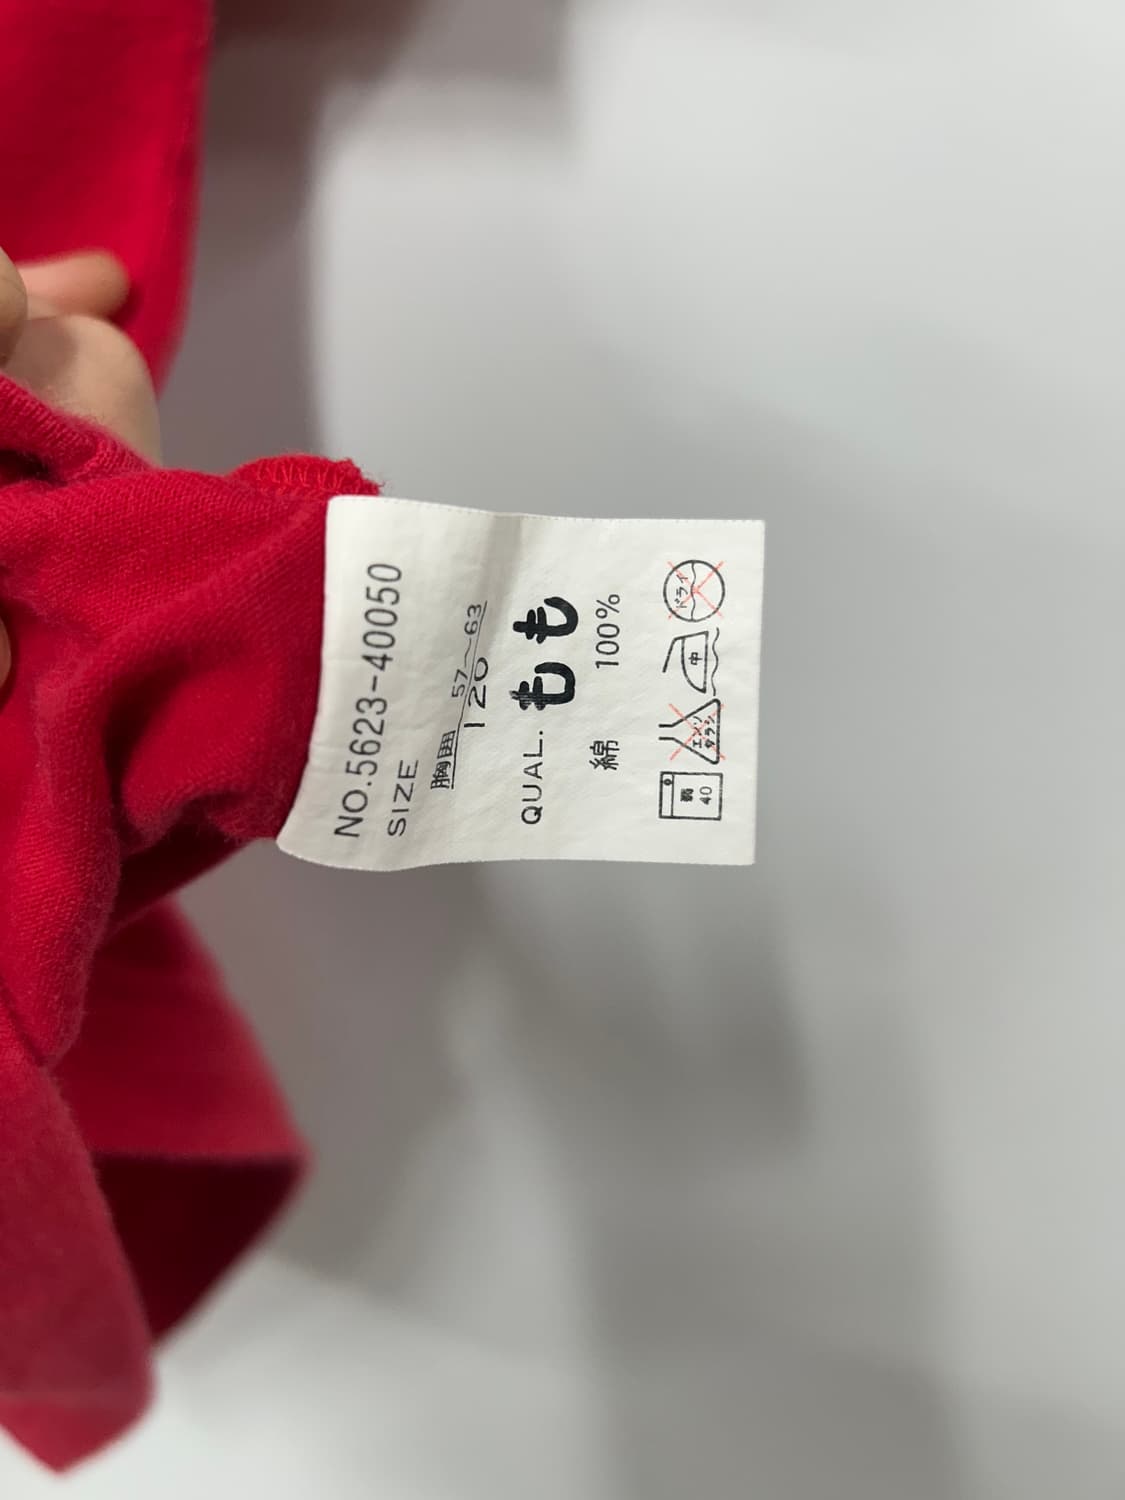 NO.5623-40050
SIZE
胸囲 57~63
120
QUAL. もも
綿 100%
弱 40
エンソ サラシ
中
ドライ